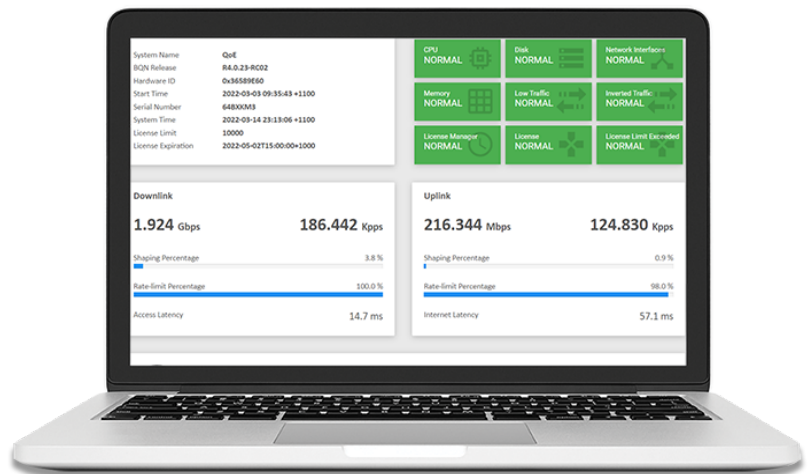 System Name QoE
BQN Release R4.0.23-RC02
Hardware ID 0x36589E60
Start Time 2022-03-03 09:35:43 +1100
Serial Number 64BXKM3
System Time 2022-03-14 23:13:06 +1100
License Limit 10000
License Expiration 2022-05-02T15:00:00+1000
CPU
NORMAL
Disk
NORMAL
Network Interfaces
NORMAL
Memory
NORMAL
Low Traffic
NORMAL
Inverted Traffic
NORMAL
License Manager
NORMAL
License
NORMAL
License Limit Exceeded
NORMAL
Downlink
1.924 Gbps 186.442 Kpps
Shaping Percentage 3.8 %
Rate-limit Percentage 100.0 %
Access Latency 14.7 ms
Uplink
216.344 Mbps 124.830 Kpps
Shaping Percentage 0.9 %
Rate-limit Percentage 98.0 %
Internet Latency 57.1 ms